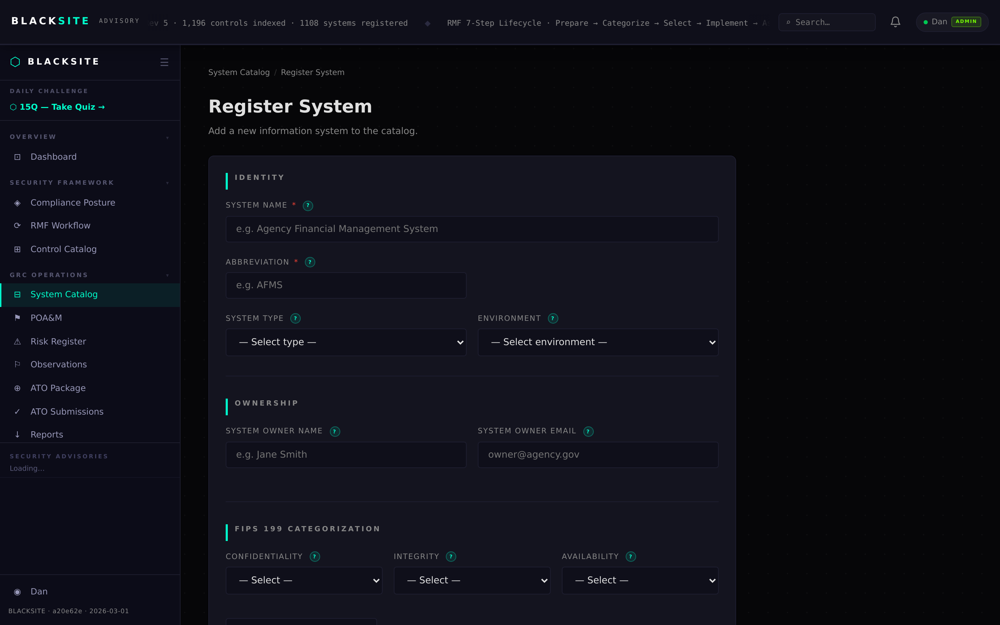 BLACKSITE ADVISORY ev 5 · 1,196 controls indexed · 1108 systems registered ◆ RMF 7-Step Lifecycle · Prepare → Categorize → Select → Implement → Search… Dan ADMIN
BLACKSITE
DAILY CHALLENGE
15Q — Take Quiz →
OVERVIEW
Dashboard
SECURITY FRAMEWORK
Compliance Posture
RMF Workflow
Control Catalog
GRC OPERATIONS
System Catalog
POA&M
Risk Register
Observations
ATO Package
ATO Submissions
Reports
SECURITY ADVISORIES
Loading…
Dan
BLACKSITE · a20e62e · 2026-03-01
System Catalog / Register System
Register System
Add a new information system to the catalog.
IDENTITY
SYSTEM NAME * ?
e.g. Agency Financial Management System
ABBREVIATION * ?
e.g. AFMS
SYSTEM TYPE ? ENVIRONMENT ?
— Select type — — Select environment —
OWNERSHIP
SYSTEM OWNER NAME ? SYSTEM OWNER EMAIL ?
e.g. Jane Smith owner@agency.gov
FIPS 199 CATEGORIZATION
CONFIDENTIALITY ? INTEGRITY ? AVAILABILITY ?
— Select — — Select — — Select —